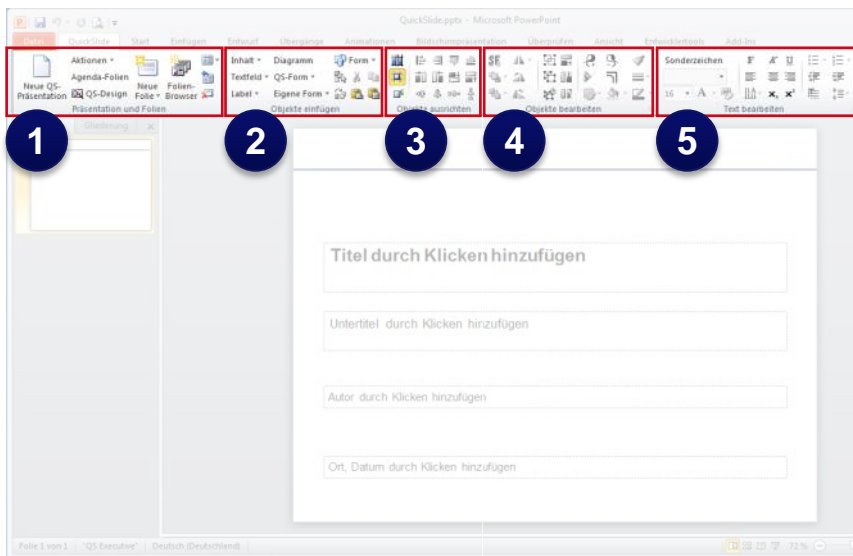 QuickSlide.pptx - Microsoft PowerPoint
Datei QuickSlide Start Einfügen Entwurf Übergänge Animationen Bildschirmpräsentation Überprüfen Ansicht Entwicklertools Add-Ins
Neue QS-Präsentation
Aktionen
Agenda-Folien
QS-Design
Neue Folie
Folien-Browser
Präsentation und Folien
Inhalt Diagramm Form
Textfeld QS-Form
Label Eigene Form
Objekte einfügen
Objekte ausrichten
Objekte bearbeiten
Sonderzeichen F K U
16 A x, x²
Text bearbeiten
1 2 3 4 5
Gliederung
Titel durch Klicken hinzufügen
Untertitel durch Klicken hinzufügen
Autor durch Klicken hinzufügen
Ort, Datum durch Klicken hinzufügen
Folie 1 von 1 "QS Executive" Deutsch (Deutschland) 72 %